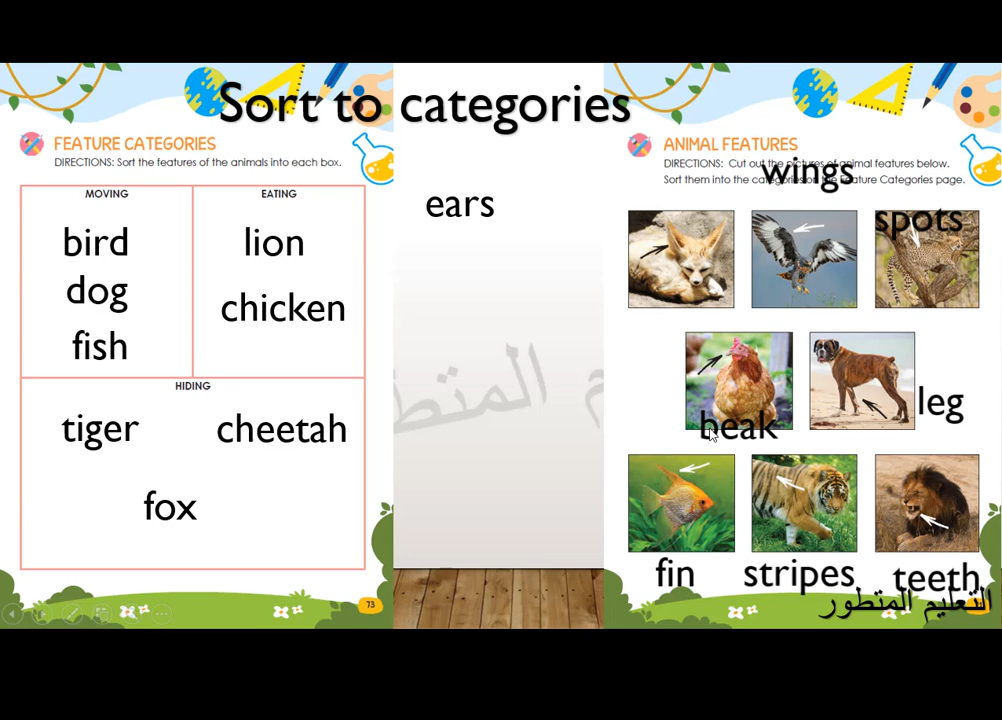 Sort to categories
FEATURE CATEGORIES
DIRECTIONS: Sort the features of the animals into each box.
MOVING
bird
dog
fish
EATING
lion
chicken
HIDING
tiger
cheetah
fox
73
ears
ANIMAL FEATURES
DIRECTIONS: Cut out the pictures of animal features below.
Sort them into the categories on the Feature Categories page.
wings
spots
beak
leg
fin
stripes
teeth
التعليم المتطور